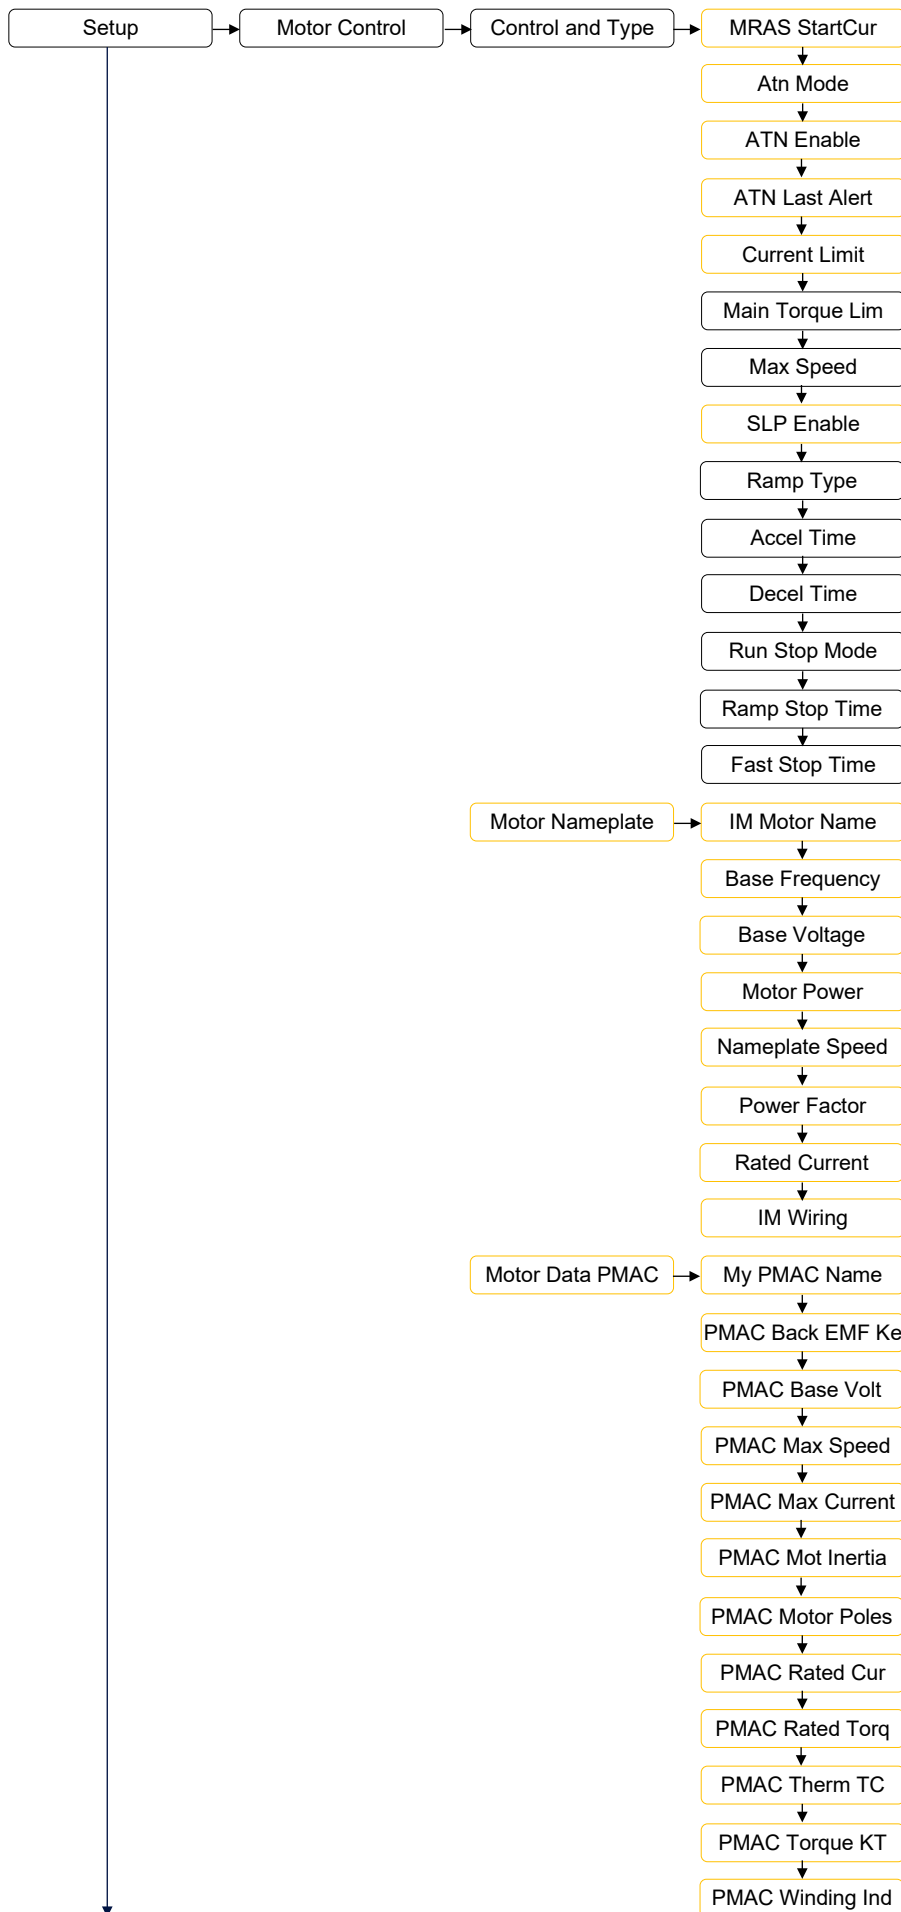 Setup
Motor Control
Control and Type
MRAS StartCur
Atn Mode
ATN Enable
ATN Last Alert
Current Limit
Main Torque Lim
Max Speed
SLP Enable
Ramp Type
Accel Time
Decel Time
Run Stop Mode
Ramp Stop Time
Fast Stop Time
Motor Nameplate
IM Motor Name
Base Frequency
Base Voltage
Motor Power
Nameplate Speed
Power Factor
Rated Current
IM Wiring
Motor Data PMAC
My PMAC Name
PMAC Back EMF Ke
PMAC Base Volt
PMAC Max Speed
PMAC Max Current
PMAC Mot Inertia
PMAC Motor Poles
PMAC Rated Cur
PMAC Rated Torq
PMAC Therm TC
PMAC Torque KT
PMAC Winding Ind